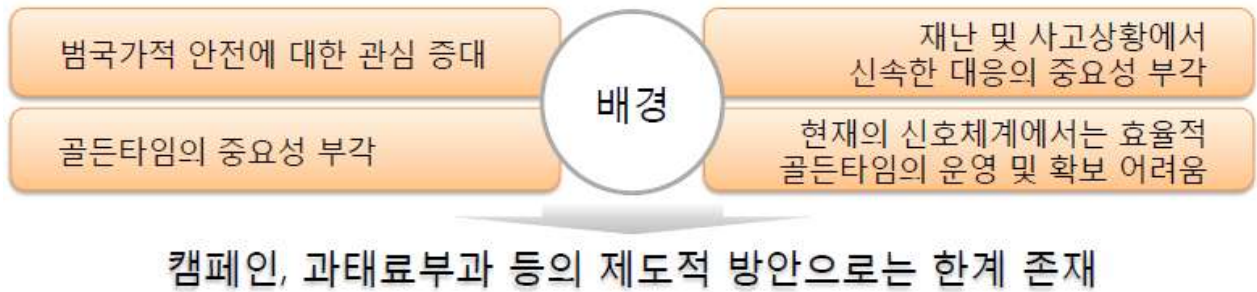 범국가적 안전에 대한 관심 증대
골든타임의 중요성 부각
배경
재난 및 사고상황에서
신속한 대응의 중요성 부각
현재의 신호체계에서는 효율적
골든타임의 운영 및 확보 어려움
캠페인, 과태료부과 등의 제도적 방안으로는 한계 존재